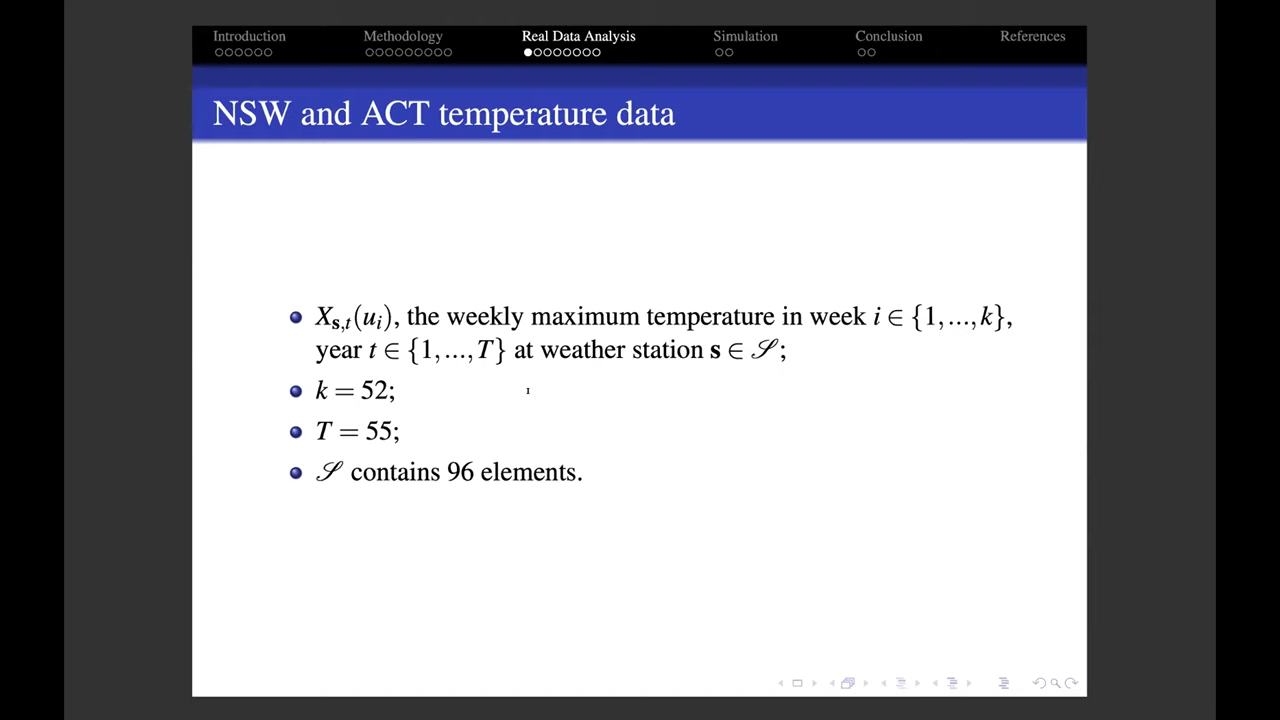 Introduction Methodology Real Data Analysis Simulation Conclusion References
NSW and ACT temperature data
X_{s,t}(u_i), the weekly maximum temperature in week i ∈ {1,...,k},
year t ∈ {1,...,T} at weather station s ∈ 𝒮;
k = 52;
T = 55;
𝒮 contains 96 elements.